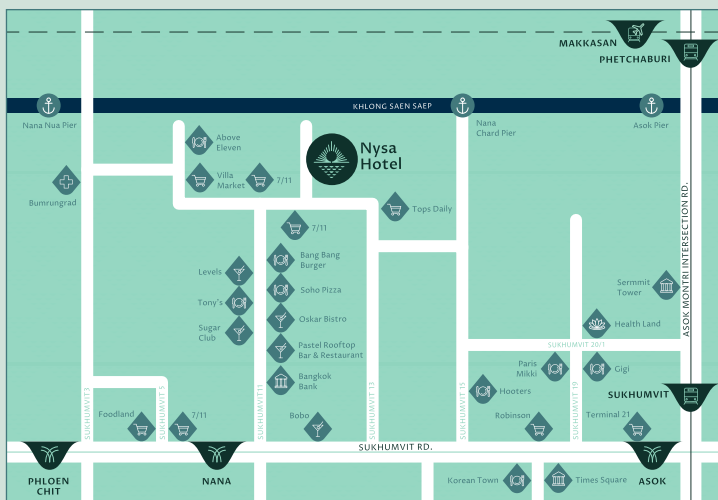 MAKKASAN
PHETCHABURI
KHLONG SAEN SAEP
Nana Nua Pier
Nana
Chard Pier
Asok Pier
Above
Eleven
Nysa
Hotel
Villa
Market
7/11
Bumrungrad
Tops Daily
7/11
ASOK MONTRI INTERSECTION RD.
Levels
Bang Bang
Burger
Tony's
Soho Pizza
Sermmit
Tower
Sugar
Club
Oskar Bistro
Health Land
Pastel Rooftop
Bar & Restaurant
SUKHUMVIT 20/1
Bangkok
Bank
Paris
Mikki
Gigi
Hooters
SUKHUMVIT
SUKHUMVIT 3
SUKHUMVIT 5
SUKHUMVIT 11
SUKHUMVIT 13
SUKHUMVIT 15
SUKHUMVIT 19
Foodland
7/11
Bobo
Robinson
Terminal 21
SUKHUMVIT RD.
PHLOEN
CHIT
NANA
Korean Town
Times Square
ASOK